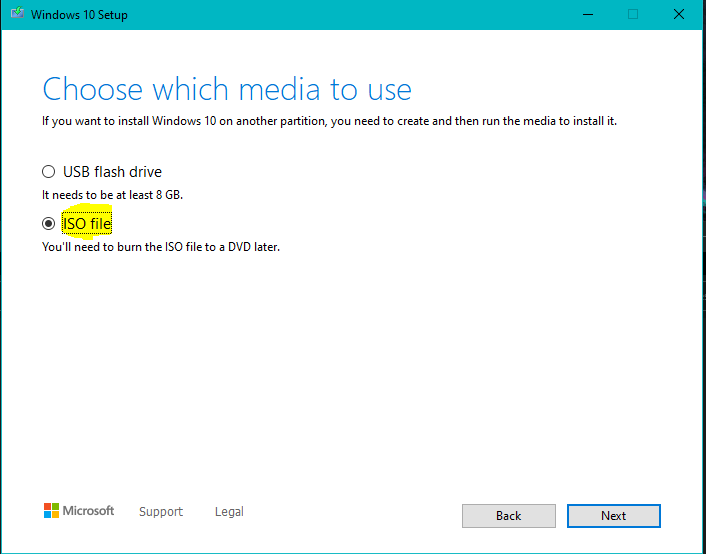 Windows 10 Setup
Choose which media to use
If you want to install Windows 10 on another partition, you need to create and then run the media to install it.
USB flash drive
It needs to be at least 8 GB.
ISO file
You'll need to burn the ISO file to a DVD later.
Microsoft Support Legal Back Next